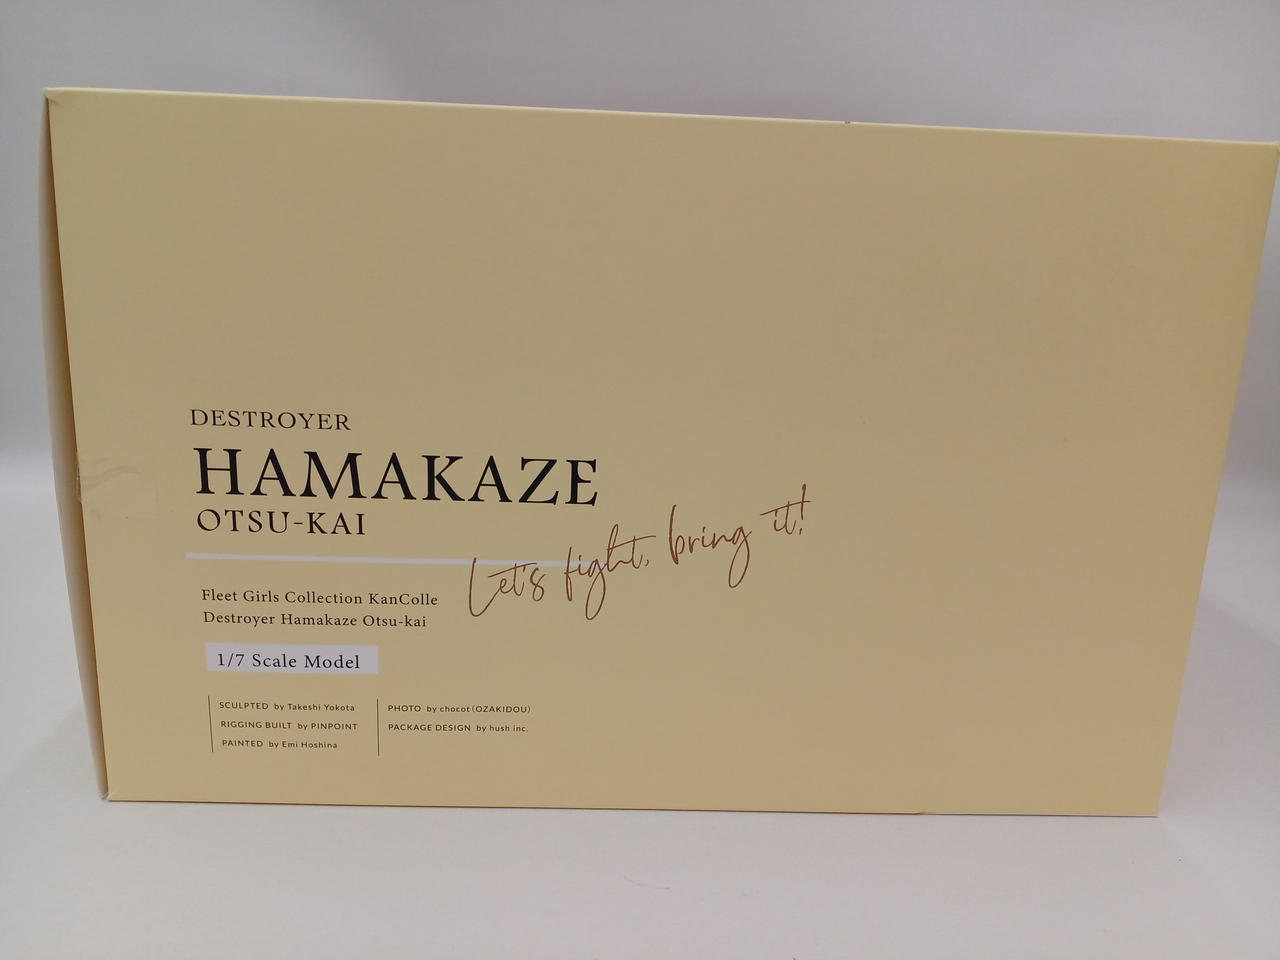 DESTROYER
HAMAKAZE
OTSU-KAI
Let's fight, bring it!
Fleet Girls Collection KanColle
Destroyer Hamakaze Otsu-kai
1/7 Scale Model
SCULPTED by Takeshi Yokota
RIGGING BUILT by PINPOINT
PAINTED by Emi Hoshina
PHOTO by chocot(OZAKIDOU)
PACKAGE DESIGN by hush inc.